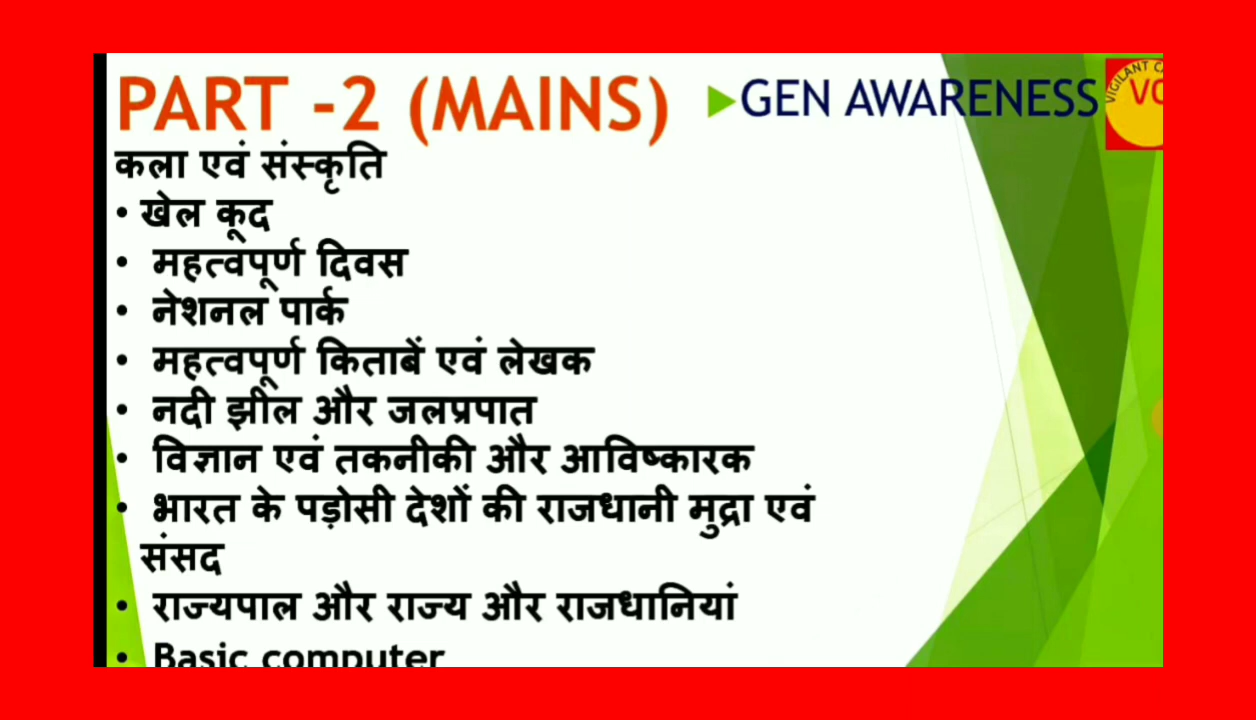 PART -2 (MAINS) ▶GEN AWARENESS
VIGILANT
कला एवं संस्कृति
• खेल कूद
• महत्वपूर्ण दिवस
• नेशनल पार्क
• महत्वपूर्ण किताबें एवं लेखक
• नदी झील और जलप्रपात
• विज्ञान एवं तकनीकी और आविष्कारक
• भारत के पड़ोसी देशों की राजधानी मुद्रा एवं
संसद
• राज्यपाल और राज्य और राजधानियां
• Basic computer